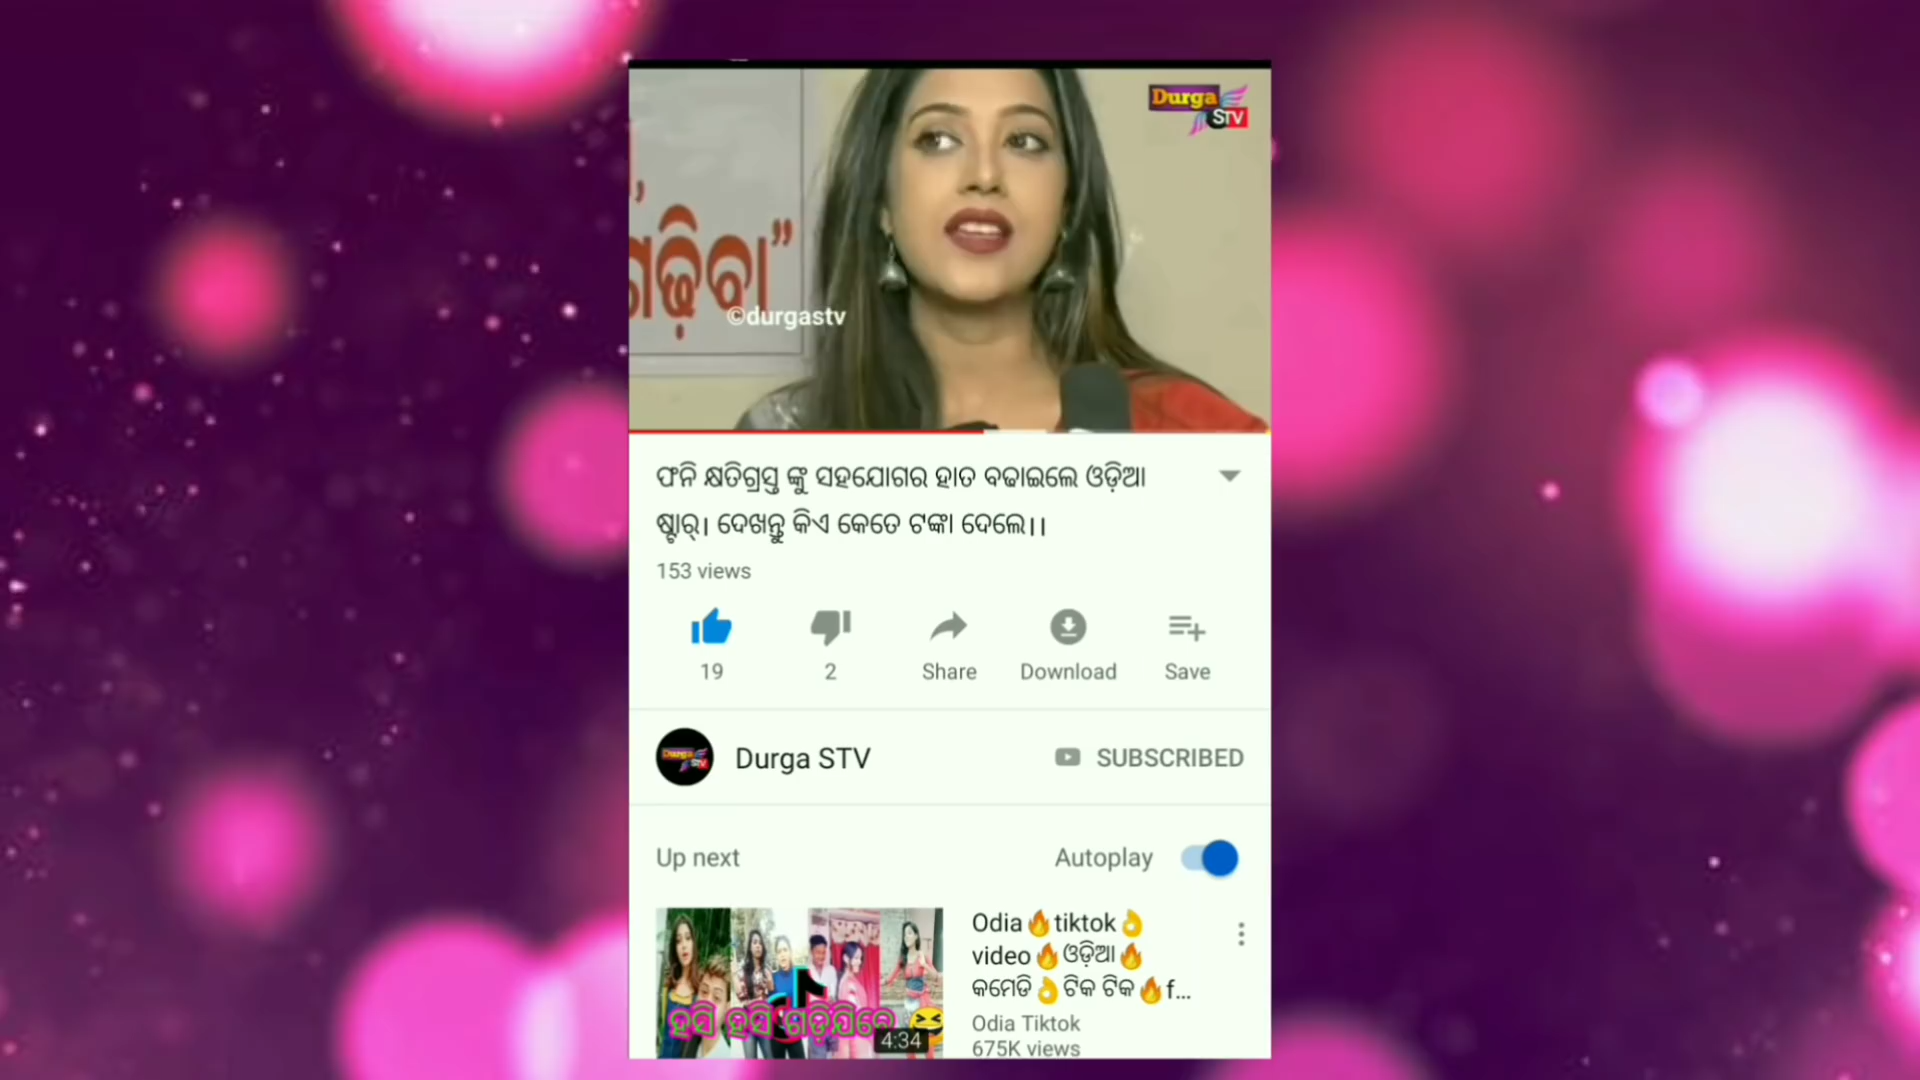 Durga
STV
ଗଢ଼ିବା”
©durgastv
ଫନି କ୍ଷତିଗ୍ରସ୍ତ ଙ୍କୁ ସହଯୋଗର ହାତ ବଢାଇଲେ ଓଡ଼ିଆ
ଷ୍ଟାର୍। ଦେଖନ୍ତୁ କିଏ କେତେ ଟଙ୍କା ଦେଲେ।।
153 views
19
2
Share
Download
Save
Durga STV
SUBSCRIBED
Up next
Autoplay
Odia🔥tiktok👌
video🔥ଓଡ଼ିଆ🔥
କମେଡି👌ଟିକ ଟିକ🔥f...
Odia Tiktok
675K views
ହସି ହସି ଗଡ଼ିଯିବେ 😆
4:34